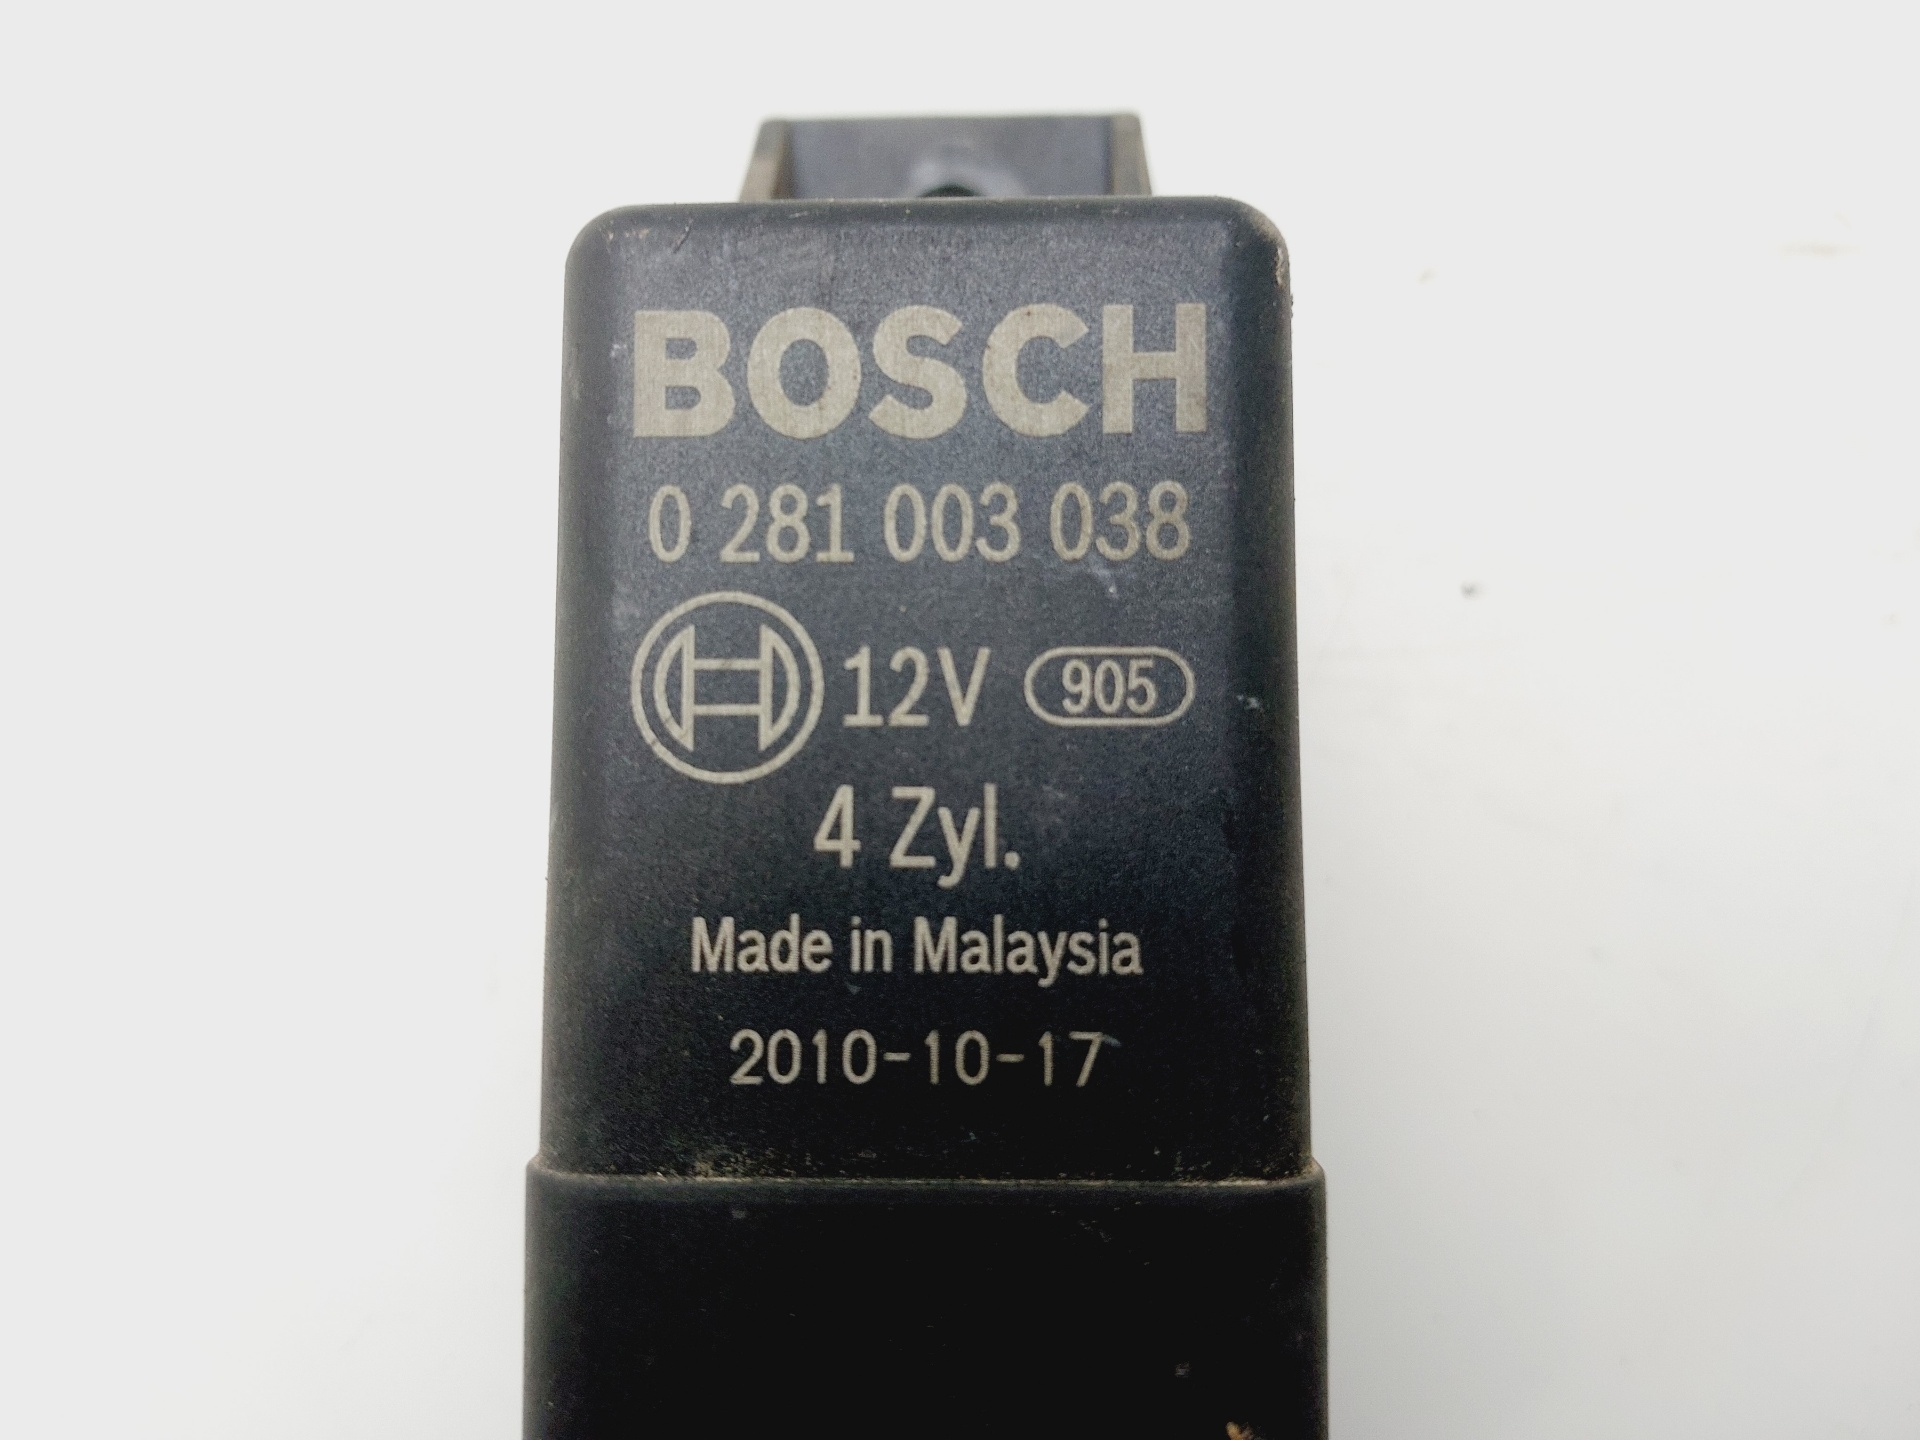 BOSCH
0 281 003 038
12V 905
4 Zyl.
Made in Malaysia
2010-10-17